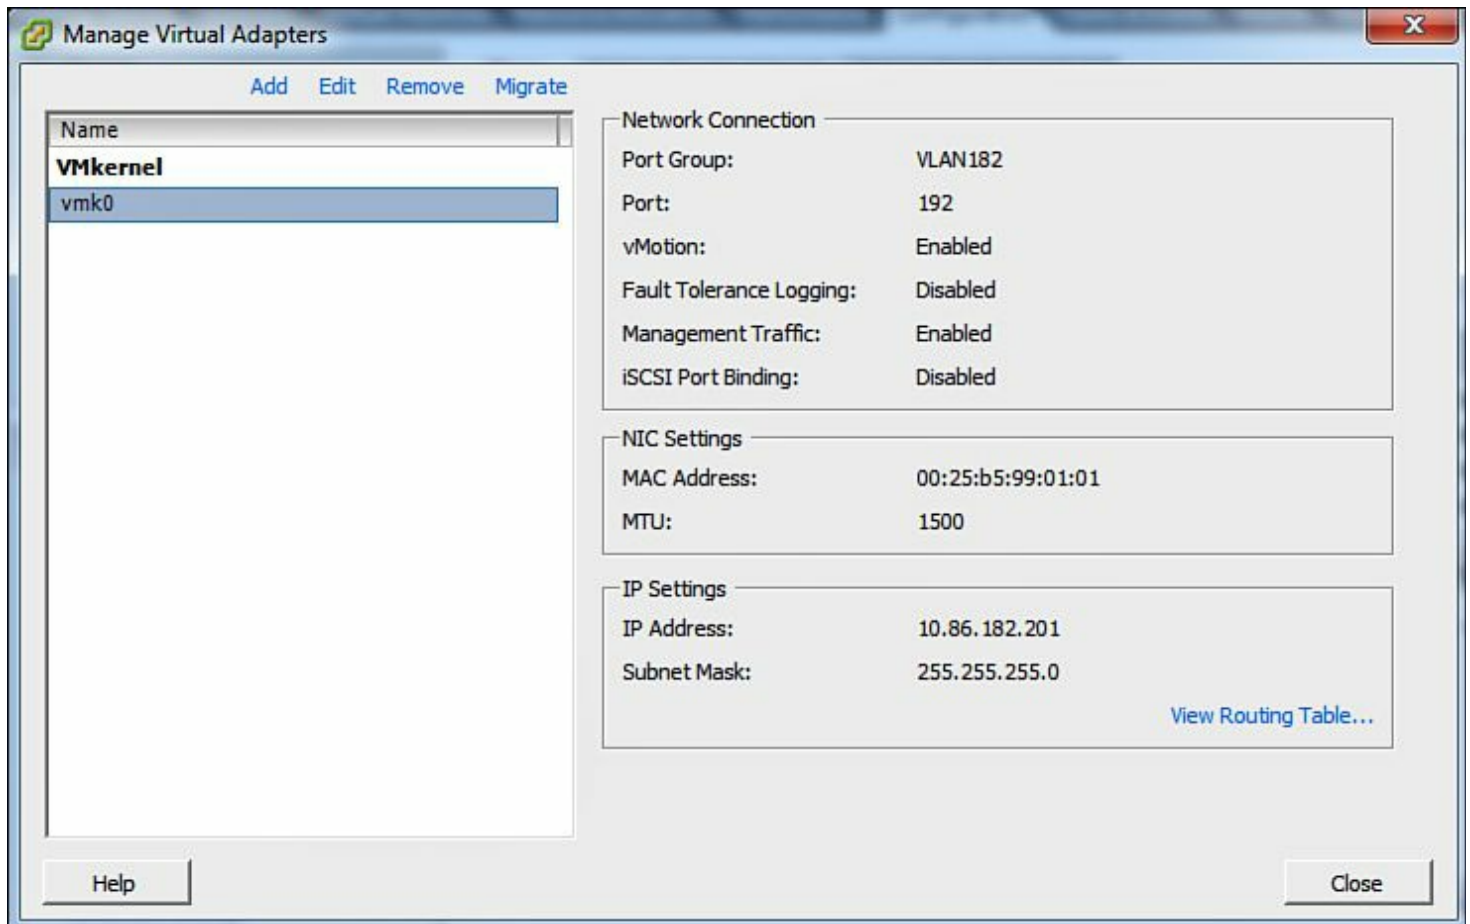 Manage Virtual Adapters
X
Add Edit Remove Migrate
Name
VMkernel
vmk0
Network Connection
Port Group: VLAN182
Port: 192
vMotion: Enabled
Fault Tolerance Logging: Disabled
Management Traffic: Enabled
iSCSI Port Binding: Disabled
NIC Settings
MAC Address: 00:25:b5:99:01:01
MTU: 1500
IP Settings
IP Address: 10.86.182.201
Subnet Mask: 255.255.255.0
View Routing Table...
Help
Close